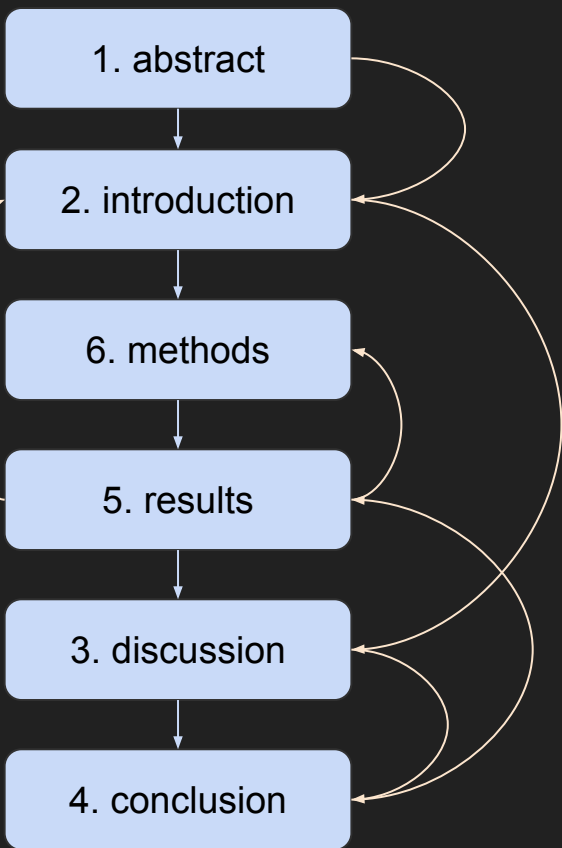 1. abstract
2. introduction
6. methods
5. results
3. discussion
4. conclusion